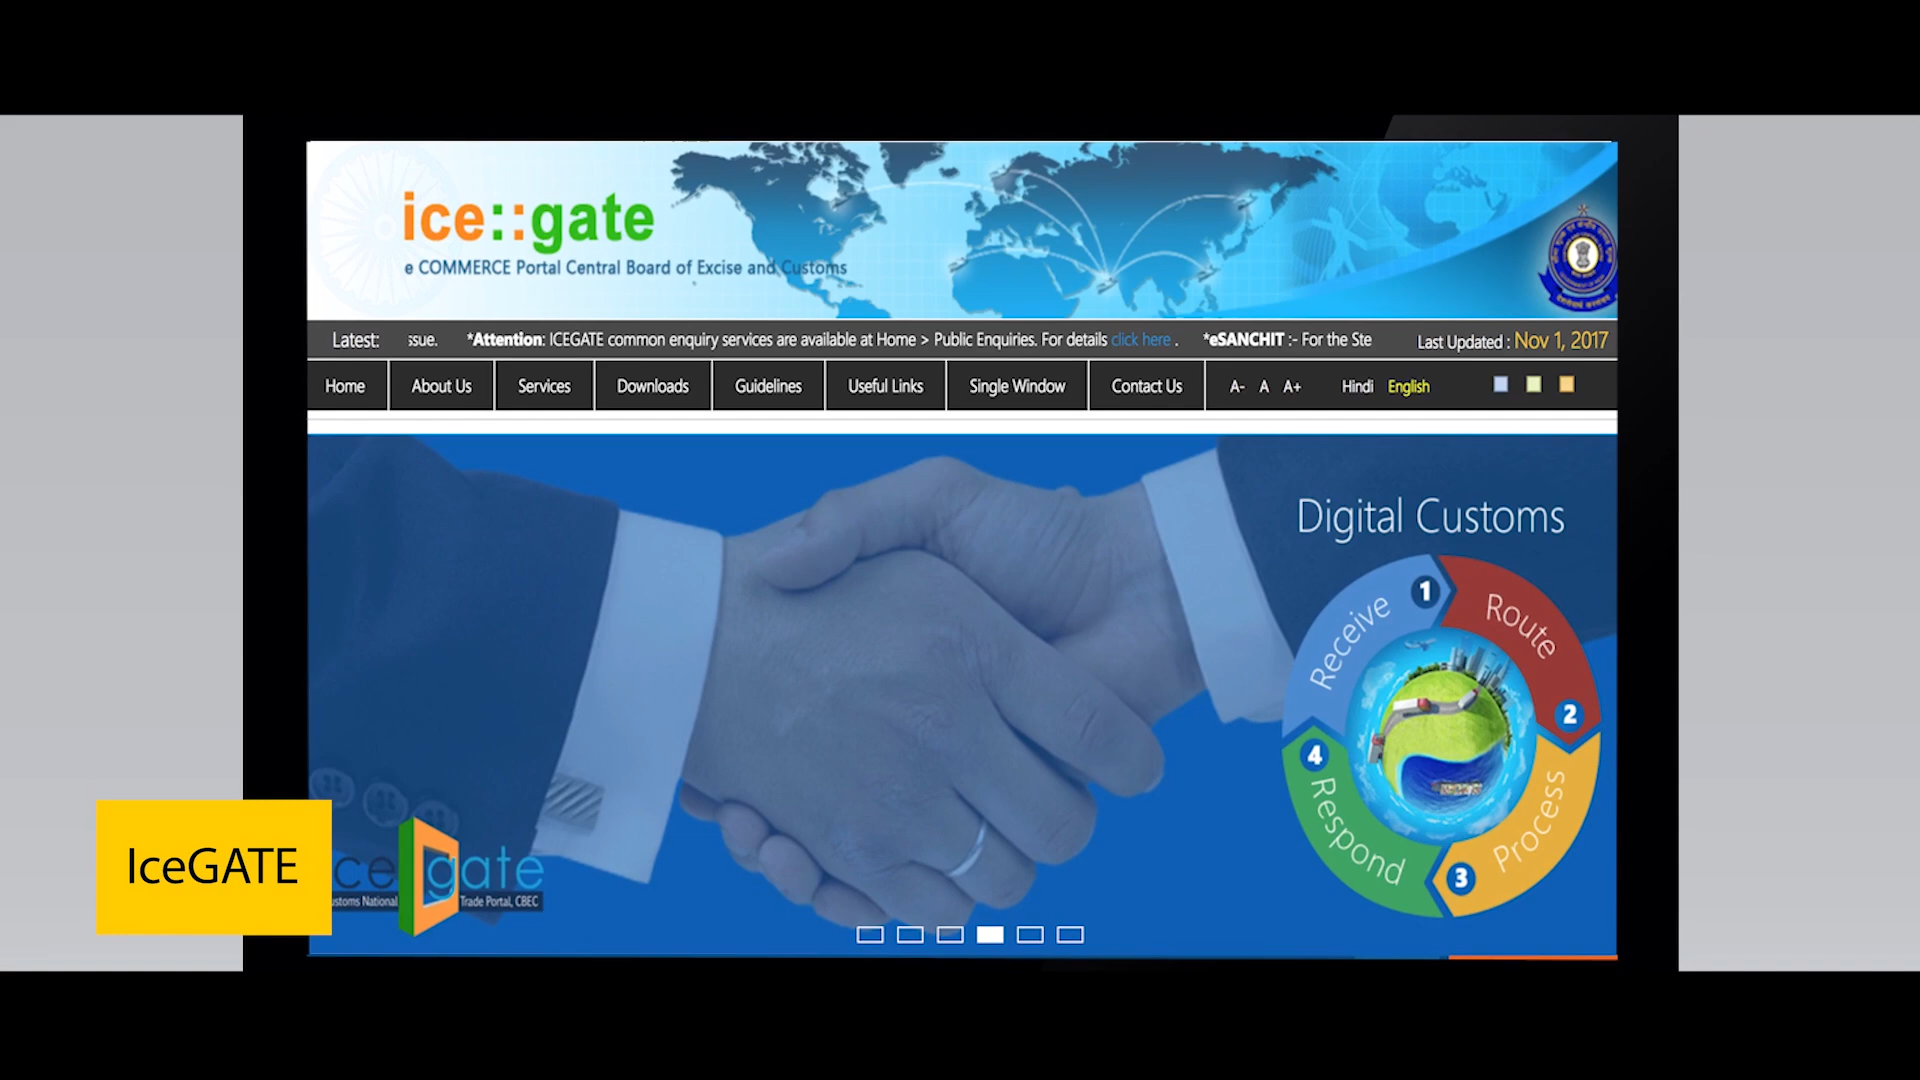 ice::gate
e COMMERCE Portal Central Board of Excise and Customs
Latest: ssue. *Attention: ICEGATE common enquiry services are available at Home > Public Enquiries. For details click here . *eSANCHIT :- For the Ste Last Updated : Nov 1, 2017
Home About Us Services Downloads Guidelines Useful Links Single Window Contact Us A- A A+ Hindi English
Digital Customs
1 Receive
2 Route
3 Process
4 Respond
IceGATE
ice gate
ustoms National Trade Portal, CBEC